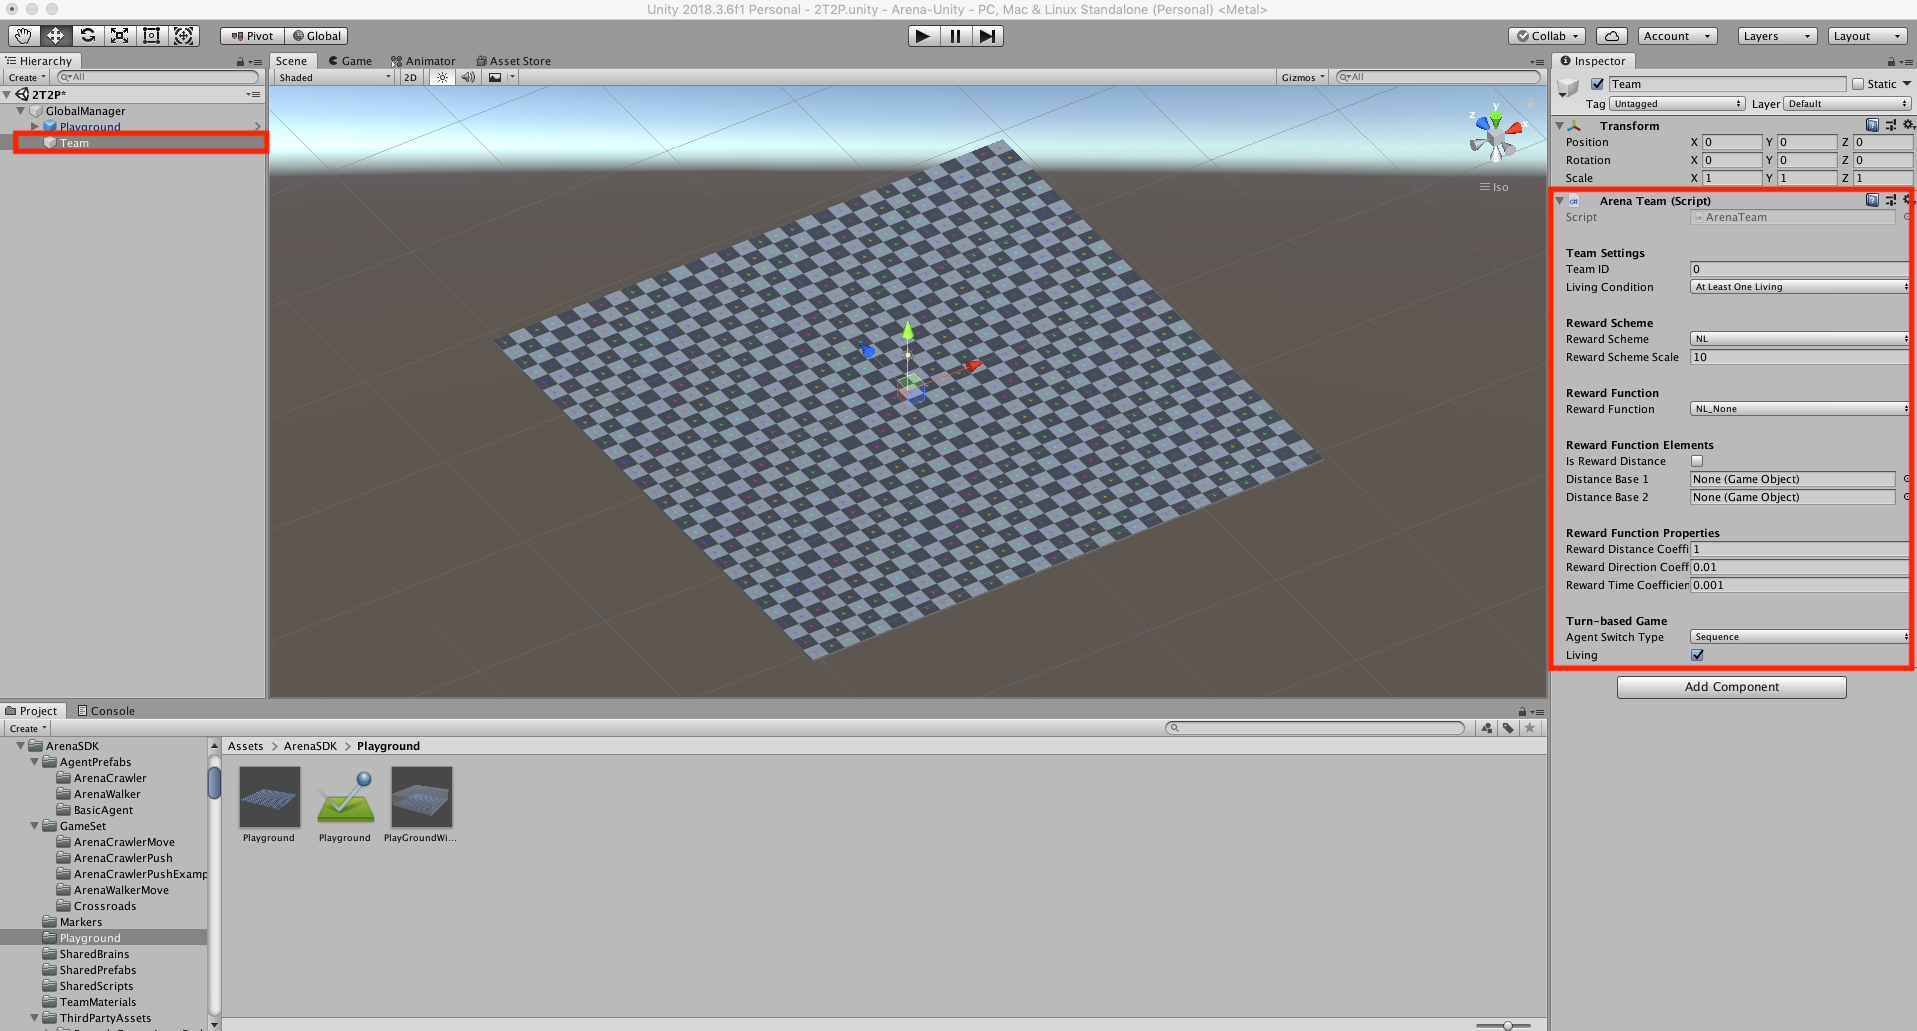 Unity 2018.3.6f1 Personal - 2T2P.unity - Arena-Unity - PC, Mac & Linux Standalone (Personal) <Metal>
Pivot Global Collab Account Layers Layout
Hierarchy
Create All
2T2P*
GlobalManager
Playground
Team
Scene Game Animator Asset Store
Shaded 2D Gizmos All
y
z
x
Iso
Inspector
Team Static
Tag Untagged Layer Default
Transform
Position X 0 Y 0 Z 0
Rotation X 0 Y 0 Z 0
Scale X 1 Y 1 Z 1
Arena Team (Script)
Script ArenaTeam
Team Settings
Team ID 0
Living Condition At Least One Living
Reward Scheme
Reward Scheme NL
Reward Scheme Scale 10
Reward Function
Reward Function NL_None
Reward Function Elements
Is Reward Distance
Distance Base 1 None (Game Object)
Distance Base 2 None (Game Object)
Reward Function Properties
Reward Distance Coeffi 1
Reward Direction Coeff 0.01
Reward Time Coefficien 0.001
Turn-based Game
Agent Switch Type Sequence
Living
Add Component
Project Console
Create
ArenaSDK
AgentPrefabs
ArenaCrawler
ArenaWalker
BasicAgent
GameSet
ArenaCrawlerMove
ArenaCrawlerPush
ArenaCrawlerPushExamp
ArenaWalkerMove
Crossroads
Markers
Playground
SharedBrains
SharedPrefabs
SharedScripts
TeamMaterials
ThirdPartyAssets
Assets > ArenaSDK > Playground
Playground Playground PlayGroundWi...